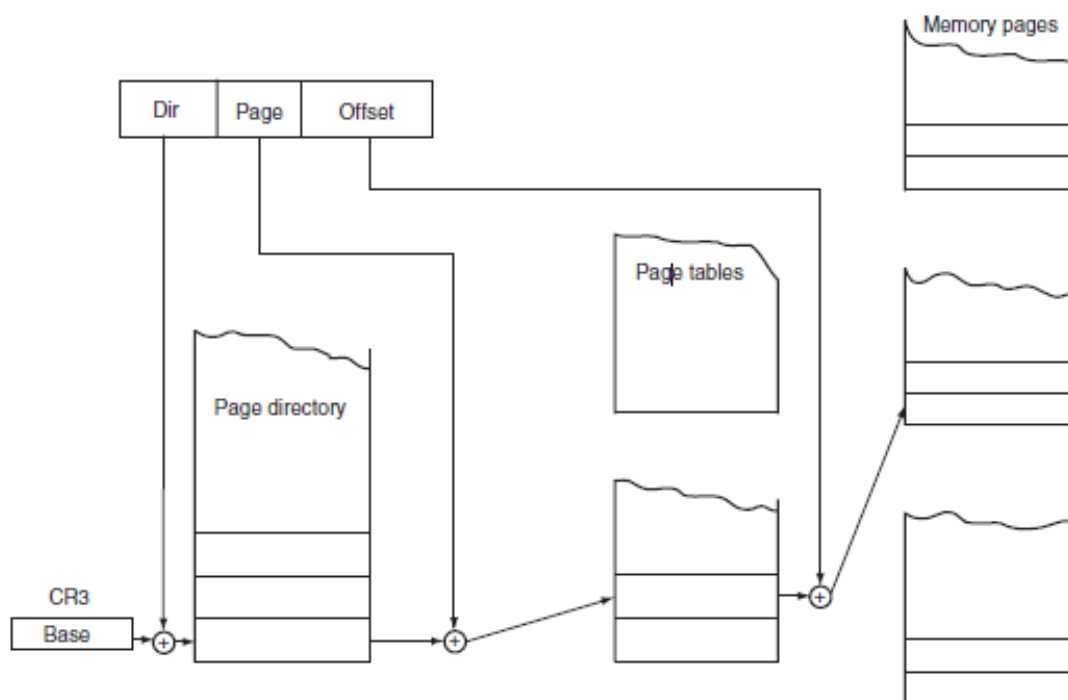 Memory pages
Dir Page Offset
Page tables
Page directory
CR3
Base